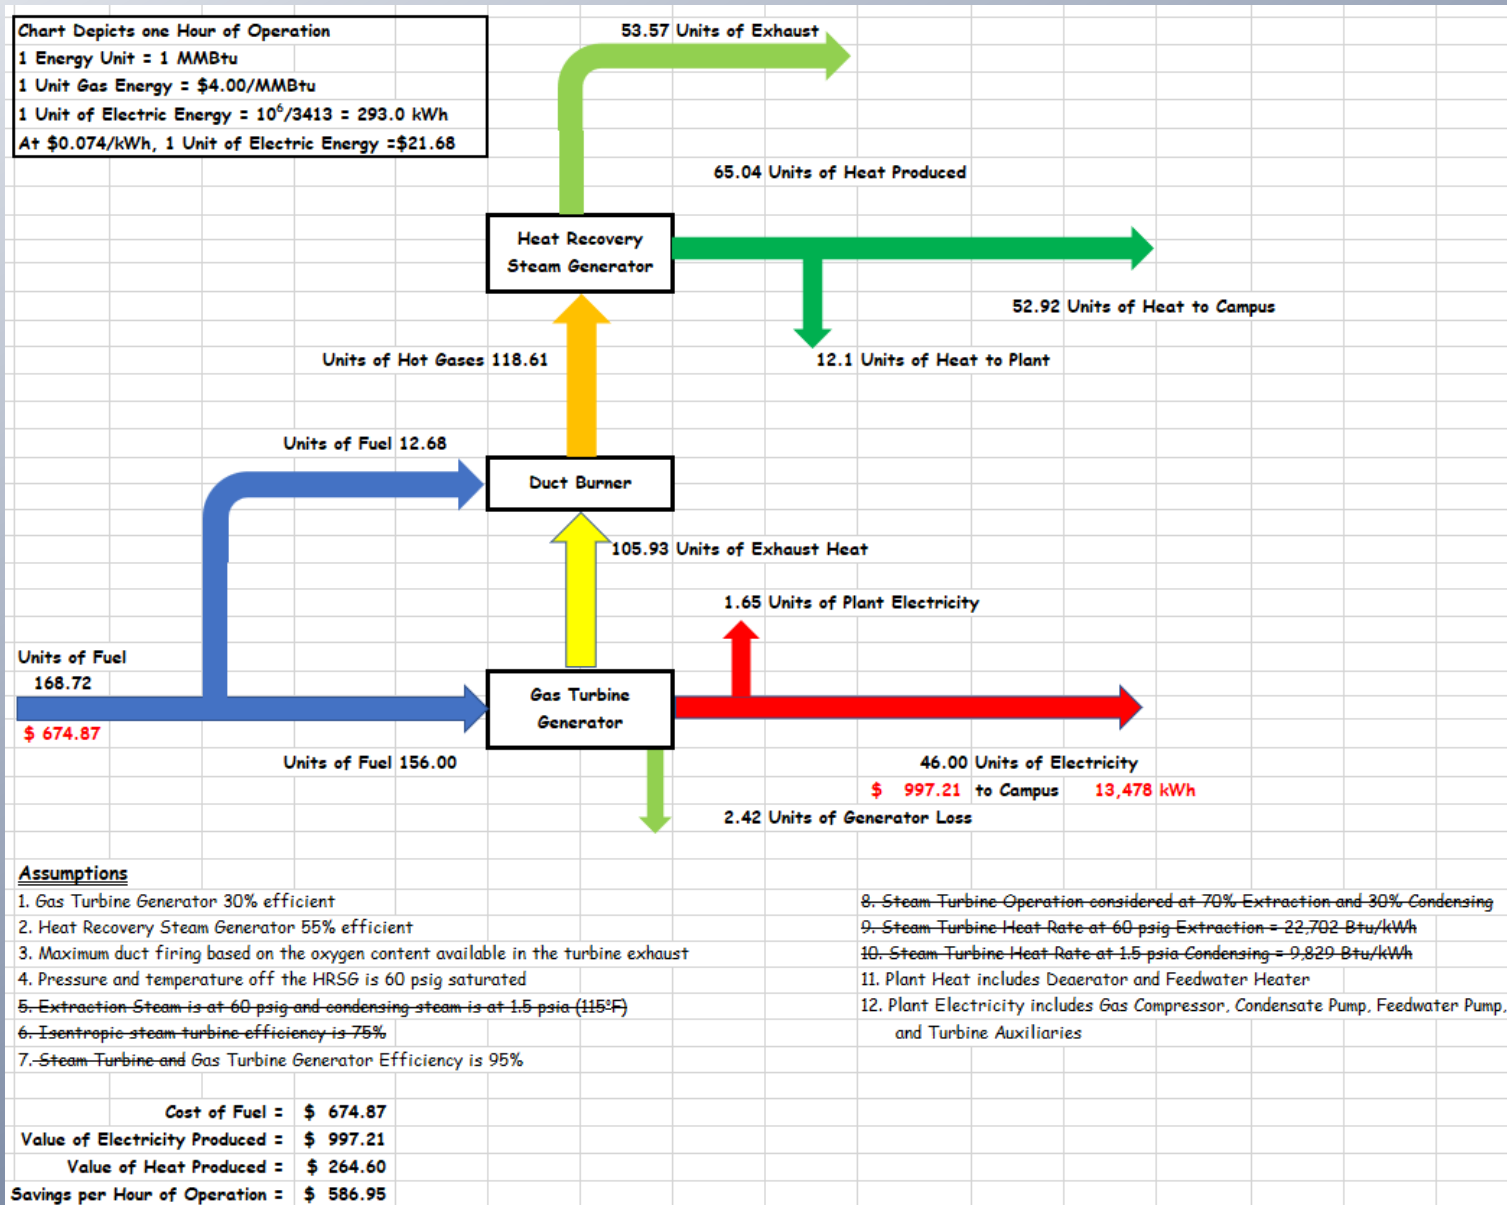 Chart Depicts one Hour of Operation
1 Energy Unit = 1 MMBtu
1 Unit Gas Energy = $4.00/MMBtu
1 Unit of Electric Energy = 10⁶/3413 = 293.0 kWh
At $0.074/kWh, 1 Unit of Electric Energy =$21.68
53.57 Units of Exhaust
65.04 Units of Heat Produced
Heat Recovery
Steam Generator
52.92 Units of Heat to Campus
Units of Hot Gases 118.61
12.1 Units of Heat to Plant
Units of Fuel 12.68
Duct Burner
105.93 Units of Exhaust Heat
1.65 Units of Plant Electricity
Units of Fuel
168.72
$ 674.87
Gas Turbine
Generator
Units of Fuel 156.00
46.00 Units of Electricity
$ 997.21 to Campus 13,478 kWh
2.42 Units of Generator Loss
Assumptions
1. Gas Turbine Generator 30% efficient
2. Heat Recovery Steam Generator 55% efficient
3. Maximum duct firing based on the oxygen content available in the turbine exhaust
4. Pressure and temperature off the HRSG is 60 psig saturated
5. Extraction Steam is at 60 psig and condensing steam is at 1.5 psia (115°F)
6. Isentropic steam turbine efficiency is 75%
7. Steam Turbine and Gas Turbine Generator Efficiency is 95%
8. Steam Turbine Operation considered at 70% Extraction and 30% Condensing
9. Steam Turbine Heat Rate at 60 psig Extraction = 22,702 Btu/kWh
10. Steam Turbine Heat Rate at 1.5 psia Condensing = 9,829 Btu/kWh
11. Plant Heat includes Deaerator and Feedwater Heater
12. Plant Electricity includes Gas Compressor, Condensate Pump, Feedwater Pump,
and Turbine Auxiliaries
Cost of Fuel = $ 674.87
Value of Electricity Produced = $ 997.21
Value of Heat Produced = $ 264.60
Savings per Hour of Operation = $ 586.95